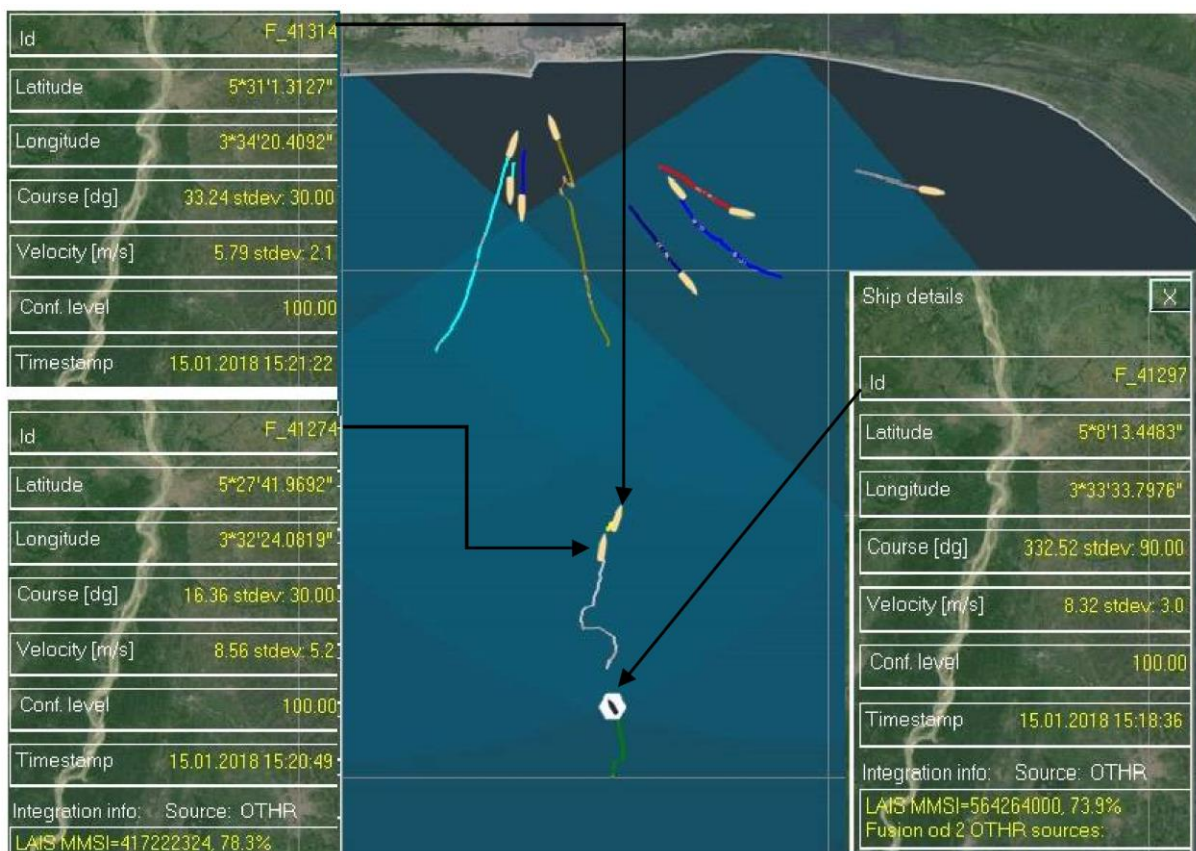 Id F_41314
Latitude 5*31'1.3127"
Longitude 3*34'20.4092"
Course [dg] 33.24 stdev: 30.00
Velocity [m/s] 5.79 stdev: 2.1
Conf. level 100.00
Timestamp 15.01.2018 15:21:22
Id F_41274
Latitude 5*27'41.9692"
Longitude 3*32'24.0819"
Course [dg] 16.36 stdev: 30.00
Velocity [m/s] 8.56 stdev: 5.2
Conf. level 100.00
Timestamp 15.01.2018 15:20:49
Integration info: Source: OTHR
LAIS MMSI=417222324, 78.3%
Ship details X
Id F_41297
Latitude 5*8'13.4483"
Longitude 3*33'33.7976"
Course [dg] 332.52 stdev: 90.00
Velocity [m/s] 8.32 stdev: 3.0
Conf. level 100.00
Timestamp 15.01.2018 15:18:36
Integration info: Source: OTHR
LAIS MMSI=564264000, 73.9%
Fusion od 2 OTHR sources: